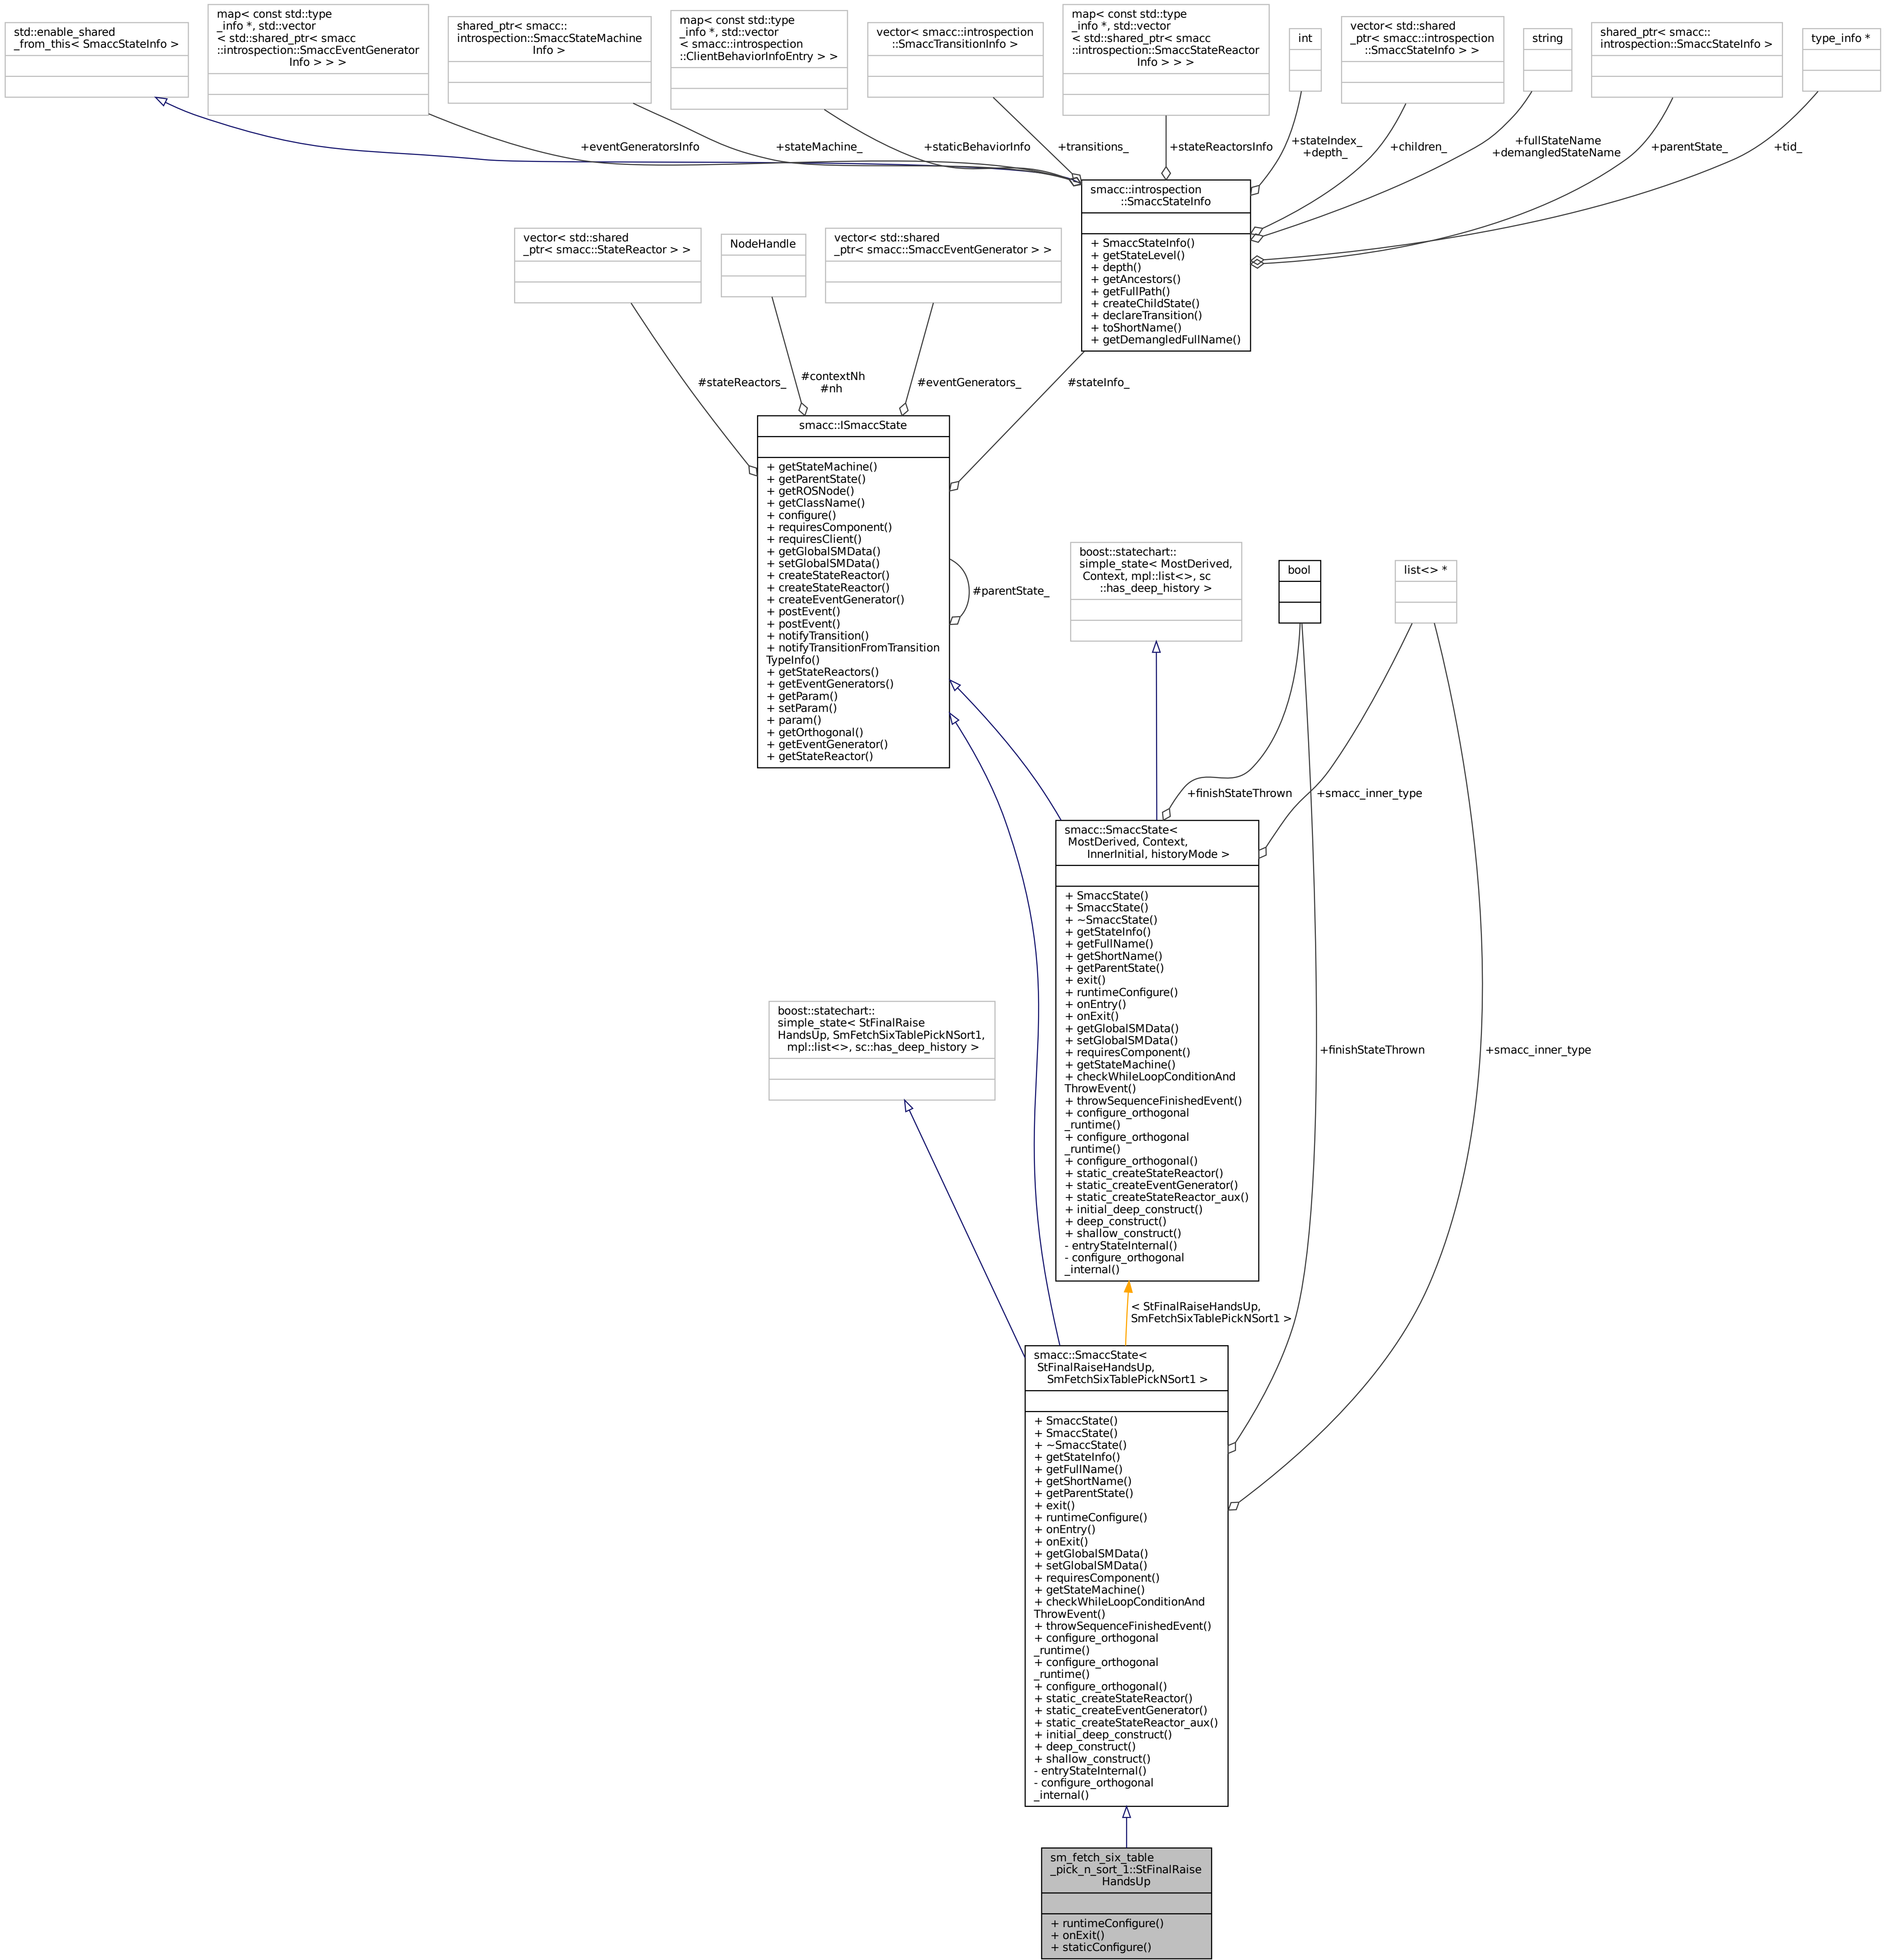 std::enable_shared
_from_this< SmaccStateInfo >
map< const std::type
_info *, std::vector
< std::shared_ptr< smacc
::introspection::SmaccEventGenerator
Info > > >
shared_ptr< smacc::
introspection::SmaccStateMachine
Info >
map< const std::type
_info *, std::vector
< smacc::introspection
::ClientBehaviorInfoEntry > >
vector< smacc::introspection
::SmaccTransitionInfo >
map< const std::type
_info *, std::vector
< std::shared_ptr< smacc
::introspection::SmaccStateReactor
Info > > >
int
vector< std::shared
_ptr< smacc::introspection
::SmaccStateInfo > >
string
shared_ptr< smacc::
introspection::SmaccStateInfo >
type_info *
+eventGeneratorsInfo
+stateMachine_
+staticBehaviorInfo
+transitions_
+stateReactorsInfo
+stateIndex_
+depth_
+children_
+fullStateName
+demangledStateName
+parentState_
+tid_
smacc::introspection
::SmaccStateInfo
+ SmaccStateInfo()
+ getStateLevel()
+ depth()
+ getAncestors()
+ getFullPath()
+ createChildState()
+ declareTransition()
+ toShortName()
+ getDemangledFullName()
vector< std::shared
_ptr< smacc::StateReactor > >
NodeHandle
vector< std::shared
_ptr< smacc::SmaccEventGenerator > >
#stateReactors_
#contextNh
#nh
#eventGenerators_
#stateInfo_
smacc::ISmaccState
+ getStateMachine()
+ getParentState()
+ getROSNode()
+ getClassName()
+ configure()
+ requiresComponent()
+ requiresClient()
+ getGlobalSMData()
+ setGlobalSMData()
+ createStateReactor()
+ createStateReactor()
+ createEventGenerator()
+ postEvent()
+ postEvent()
+ notifyTransition()
+ notifyTransitionFromTransition
TypeInfo()
+ getStateReactors()
+ getEventGenerators()
+ getParam()
+ setParam()
+ param()
+ getOrthogonal()
+ getEventGenerator()
+ getStateReactor()
#parentState_
boost::statechart::
simple_state< MostDerived,
Context, mpl::list<>, sc
::has_deep_history >
bool
list<> *
+finishStateThrown
+smacc_inner_type
smacc::SmaccState<
MostDerived, Context,
InnerInitial, historyMode >
+ SmaccState()
+ SmaccState()
+ ~SmaccState()
+ getStateInfo()
+ getFullName()
+ getShortName()
+ getParentState()
+ exit()
+ runtimeConfigure()
+ onEntry()
+ onExit()
+ getGlobalSMData()
+ setGlobalSMData()
+ requiresComponent()
+ getStateMachine()
+ checkWhileLoopConditionAnd
ThrowEvent()
+ throwSequenceFinishedEvent()
+ configure_orthogonal
_runtime()
+ configure_orthogonal
_runtime()
+ configure_orthogonal()
+ static_createStateReactor()
+ static_createEventGenerator()
+ static_createStateReactor_aux()
+ initial_deep_construct()
+ deep_construct()
+ shallow_construct()
- entryStateInternal()
- configure_orthogonal
_internal()
boost::statechart::
simple_state< StFinalRaise
HandsUp, SmFetchSixTablePickNSort1,
mpl::list<>, sc::has_deep_history >
+finishStateThrown
+smacc_inner_type
< StFinalRaiseHandsUp,
SmFetchSixTablePickNSort1 >
smacc::SmaccState<
StFinalRaiseHandsUp,
SmFetchSixTablePickNSort1 >
+ SmaccState()
+ SmaccState()
+ ~SmaccState()
+ getStateInfo()
+ getFullName()
+ getShortName()
+ getParentState()
+ exit()
+ runtimeConfigure()
+ onEntry()
+ onExit()
+ getGlobalSMData()
+ setGlobalSMData()
+ requiresComponent()
+ getStateMachine()
+ checkWhileLoopConditionAnd
ThrowEvent()
+ throwSequenceFinishedEvent()
+ configure_orthogonal
_runtime()
+ configure_orthogonal
_runtime()
+ configure_orthogonal()
+ static_createStateReactor()
+ static_createEventGenerator()
+ static_createStateReactor_aux()
+ initial_deep_construct()
+ deep_construct()
+ shallow_construct()
- entryStateInternal()
- configure_orthogonal
_internal()
sm_fetch_six_table
_pick_n_sort_1::StFinalRaise
HandsUp
+ runtimeConfigure()
+ onExit()
+ staticConfigure()